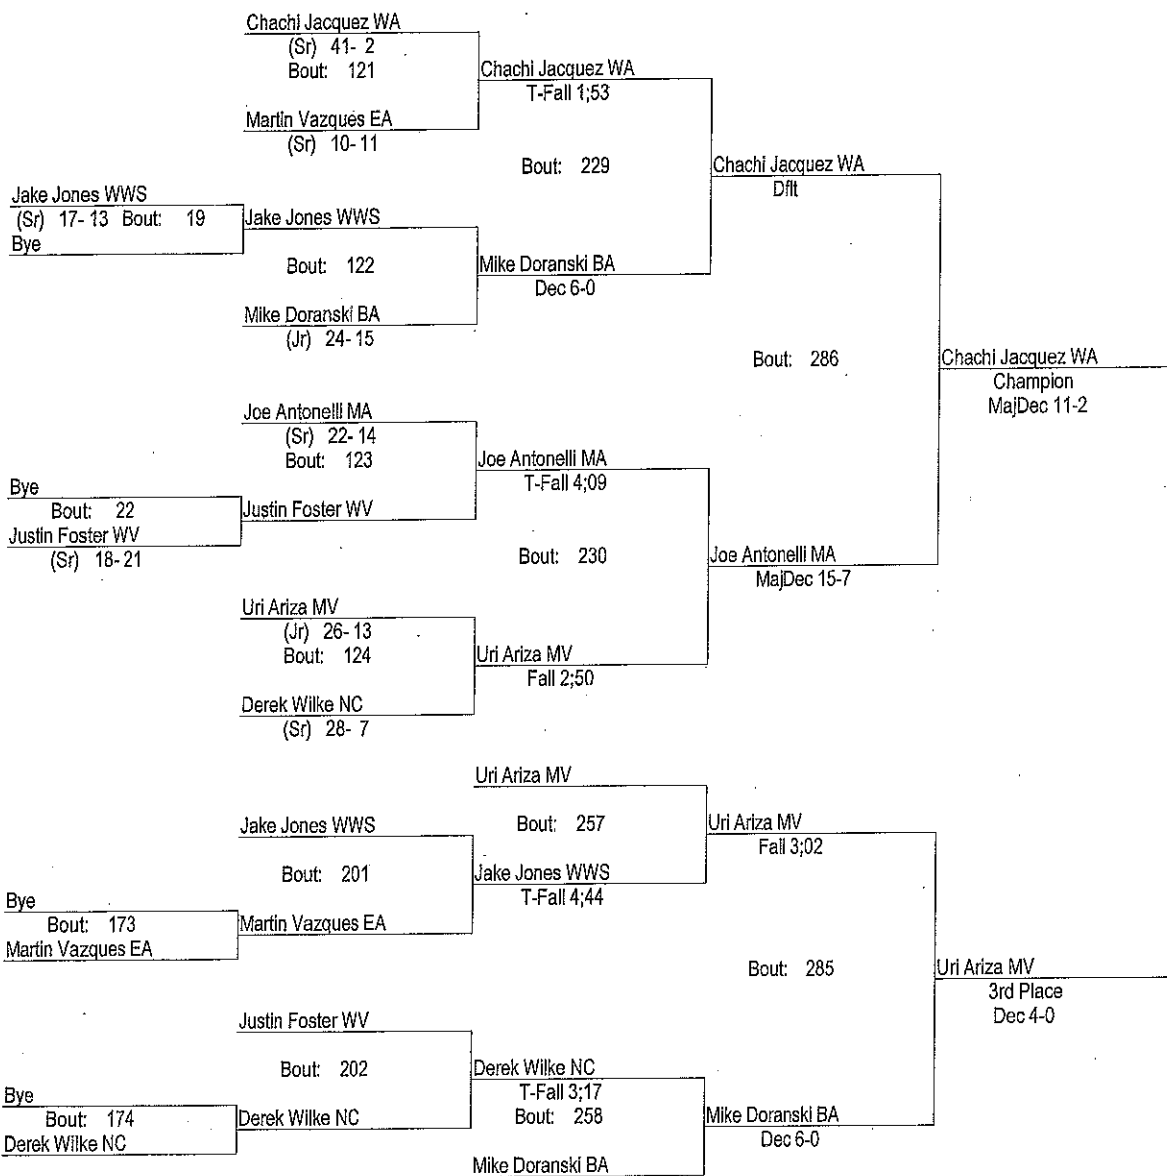 Chachi Jacquez WA
(Sr) 41- 2
Bout: 121
Chachi Jacquez WA
T-Fall 1;53
Martin Vazques EA
(Sr) 10- 11
Bout: 229
Chachi Jacquez WA
Dflt
Jake Jones WWS
(Sr) 17- 13 Bout: 19
Jake Jones WWS
Bye
Bout: 122
Mike Doranski BA
Dec 6-0
Mike Doranski BA
(Jr) 24- 15
Bout: 286
Chachi Jacquez WA
Champion
MajDec 11-2
Joe Antonelli MA
(Sr) 22- 14
Bout: 123
Joe Antonelli MA
T-Fall 4;09
Bye
Bout: 22
Justin Foster WV
Justin Foster WV
(Sr) 18- 21
Bout: 230
Joe Antonelli MA
MajDec 15-7
Uri Ariza MV
(Jr) 26- 13
Bout: 124
Uri Ariza MV
Fall 2;50
Derek Wilke NC
(Sr) 28- 7
Uri Ariza MV
Bout: 257
Uri Ariza MV
Fall 3;02
Jake Jones WWS
Bout: 201
Jake Jones WWS
T-Fall 4;44
Bye
Bout: 173
Martin Vazques EA
Martin Vazques EA
Bout: 285
Uri Ariza MV
3rd Place
Dec 4-0
Justin Foster WV
Bout: 202
Derek Wilke NC
T-Fall 3;17
Bout: 258
Bye
Bout: 174
Derek Wilke NC
Derek Wilke NC
Mike Doranski BA
Dec 6-0
Mike Doranski BA